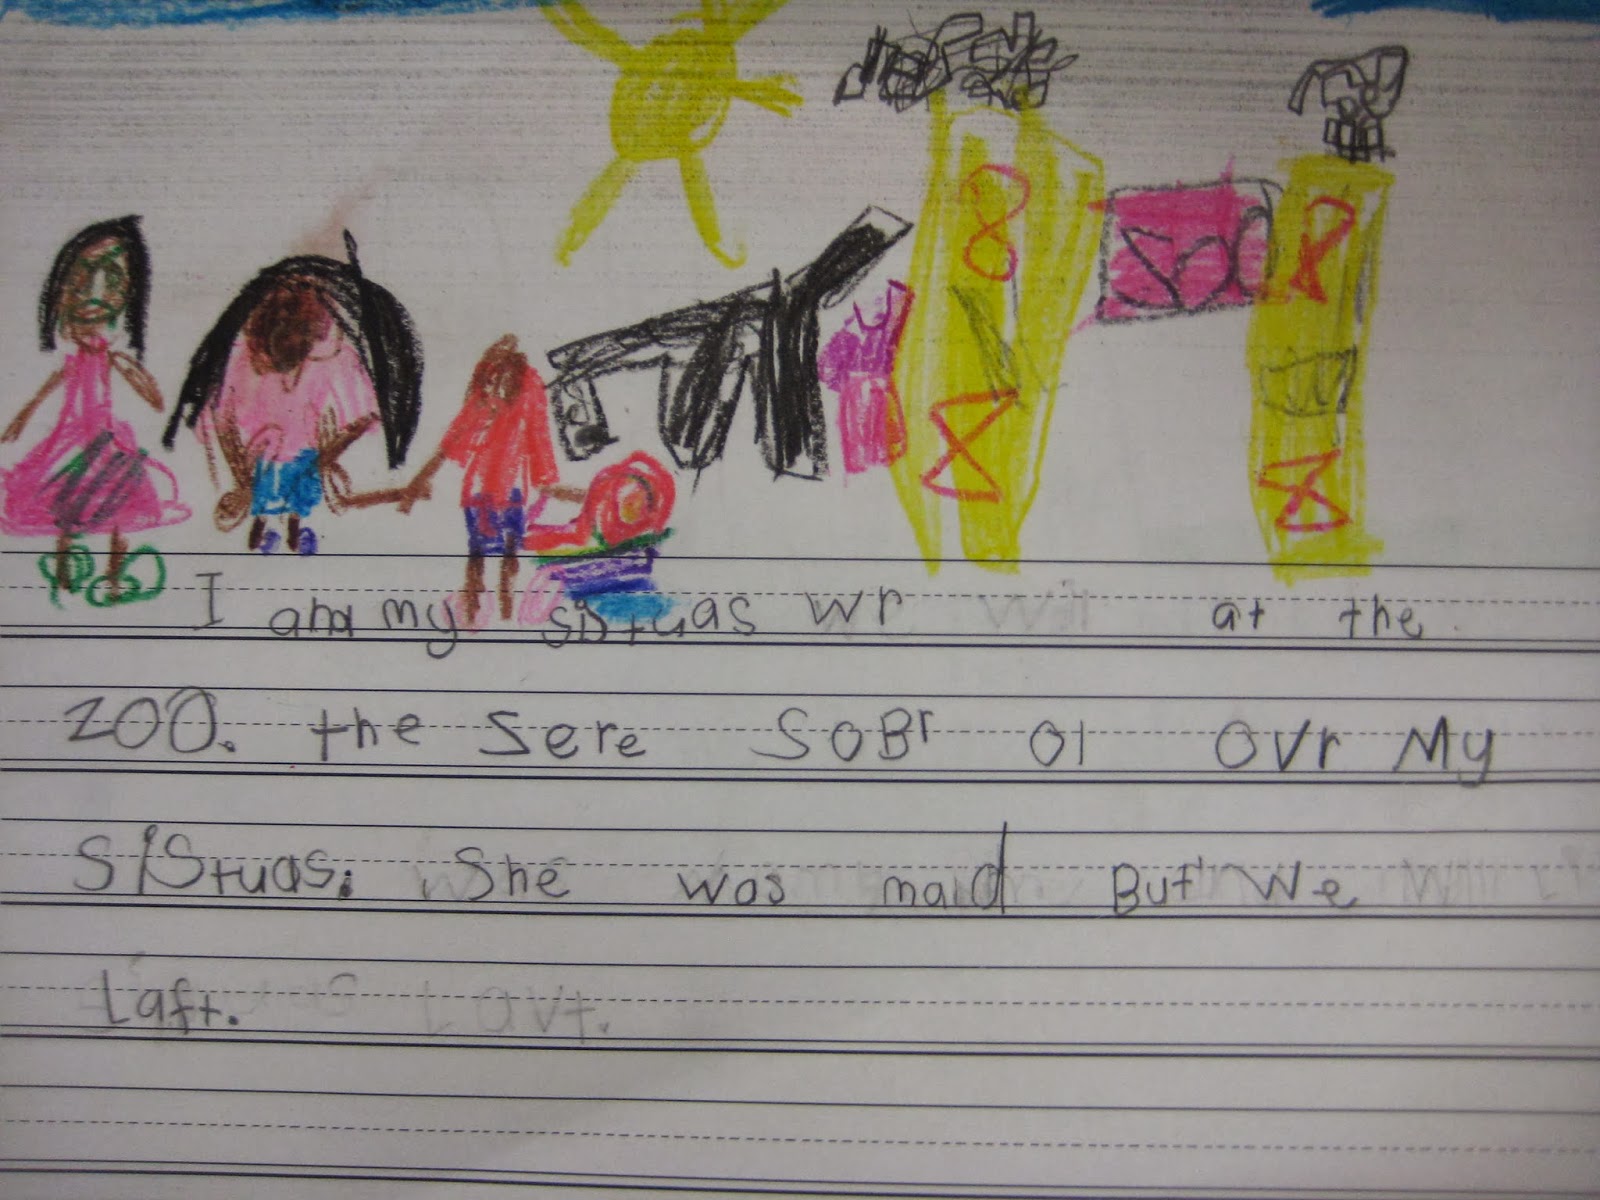 ZOO
I and my sistuas wr at the
zoo. the sere SoBr ol ovr My
SiStuas. She was maid But we
Laft.